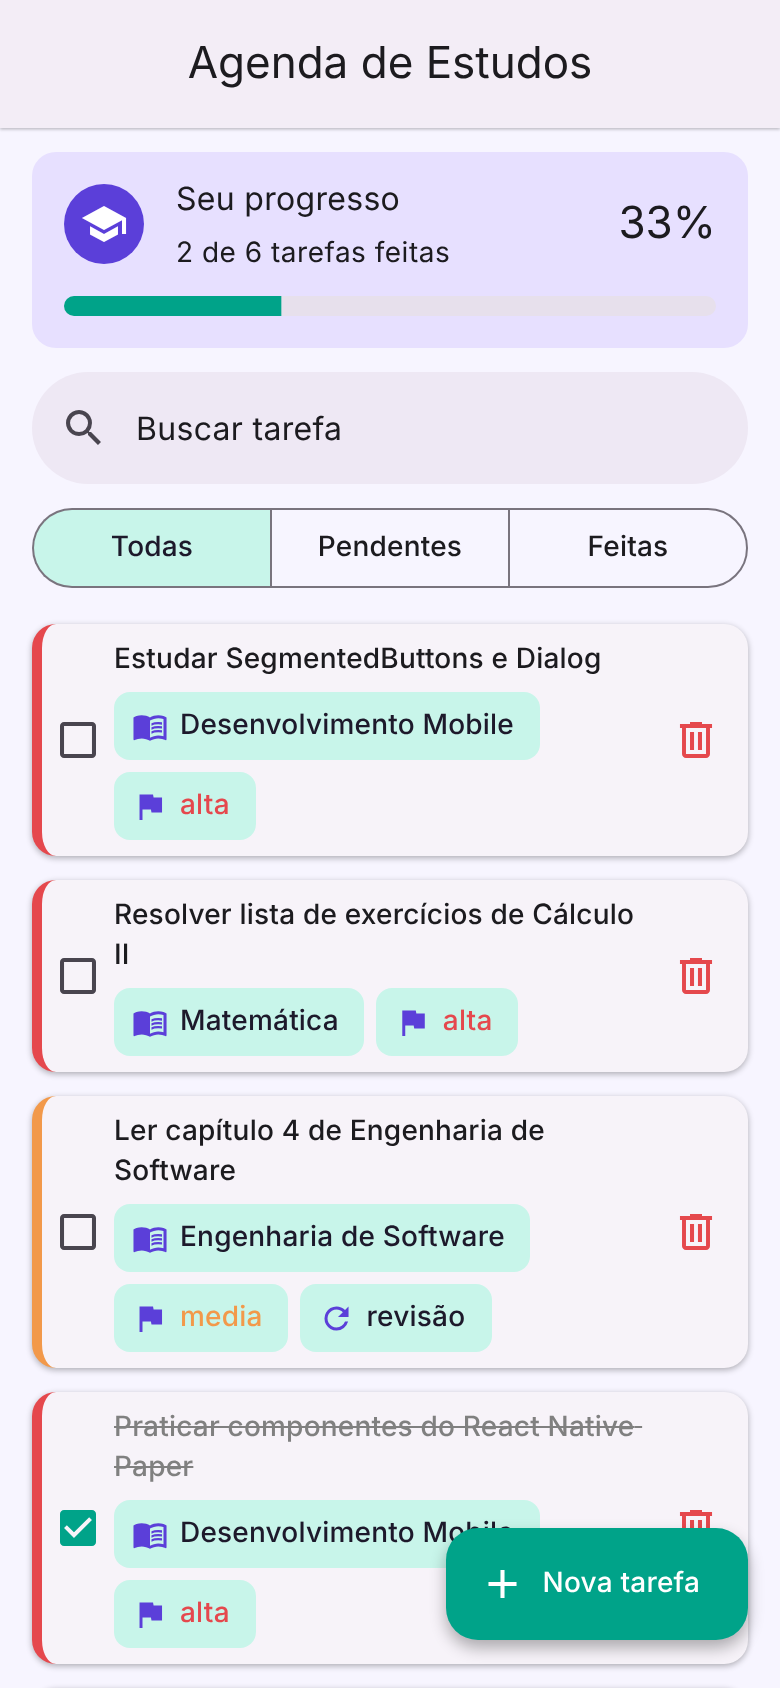 Agenda de Estudos
Seu progresso
2 de 6 tarefas feitas
33%
Buscar tarefa
Todas
Pendentes
Feitas
Estudar SegmentedButtons e Dialog
Desenvolvimento Mobile
alta
Resolver lista de exercícios de Cálculo
II
Matemática
alta
Ler capítulo 4 de Engenharia de
Software
Engenharia de Software
media
revisão
Praticar componentes do React Native
Paper
Desenvolvimento Mobile
alta
Nova tarefa